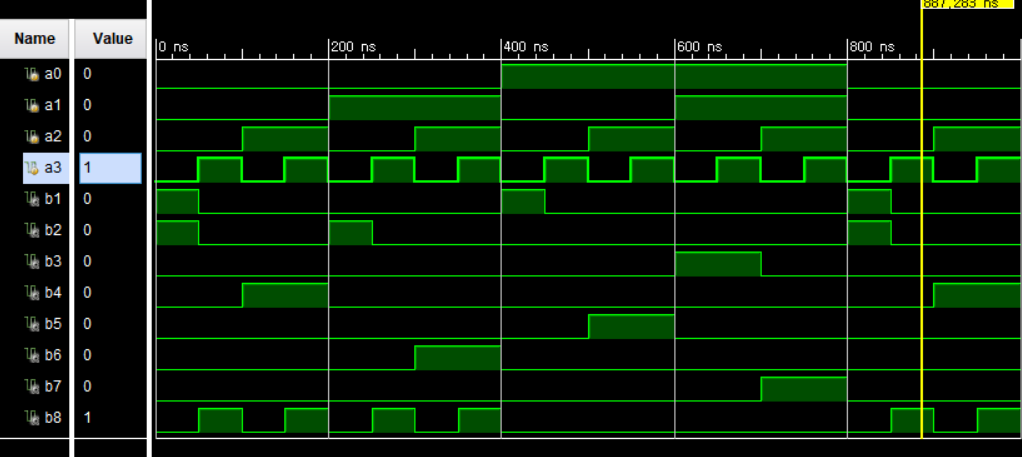 887,283 ns
Name Value
0 ns 200 ns 400 ns 600 ns 800 ns
a0 0
a1 0
a2 0
a3 1
b1 0
b2 0
b3 0
b4 0
b5 0
b6 0
b7 0
b8 1